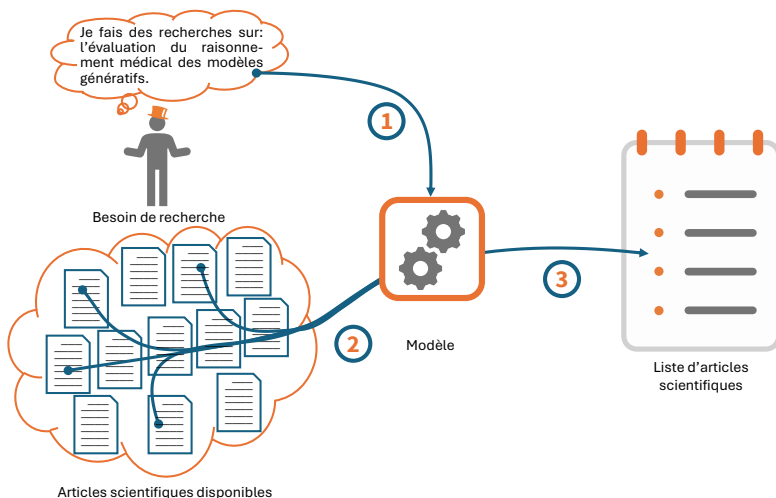 Je fais des recherches sur:
l'évaluation du raisonne-
ment médical des modèles
génératifs.
1
Besoin de recherche
2
Modèle
3
Liste d'articles
scientifiques
Articles scientifiques disponibles